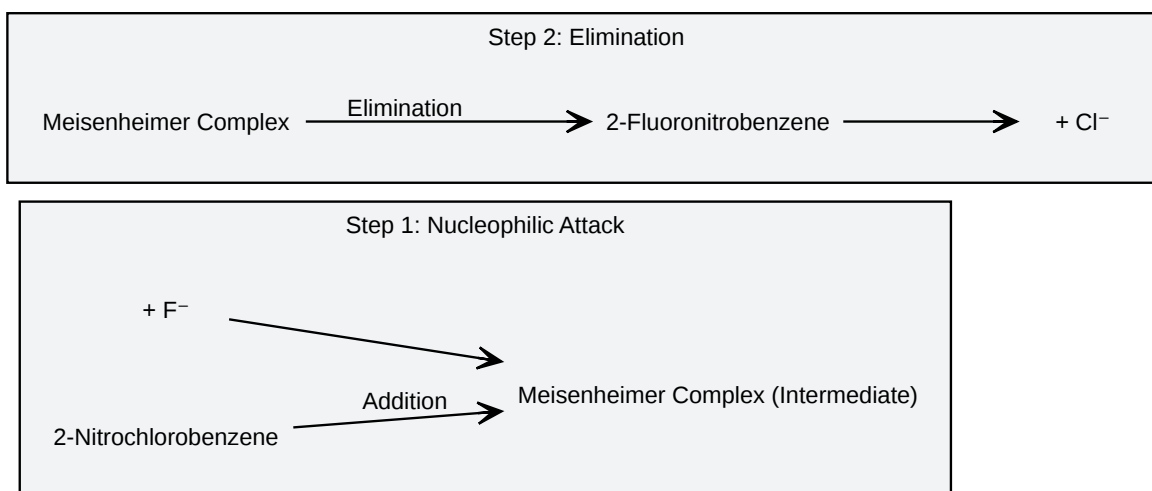 Step 2: Elimination
Elimination
Meisenheimer Complex
2-Fluoronitrobenzene
+ Cl⁻
Step 1: Nucleophilic Attack
+ F⁻
Addition
Meisenheimer Complex (Intermediate)
2-Nitrochlorobenzene